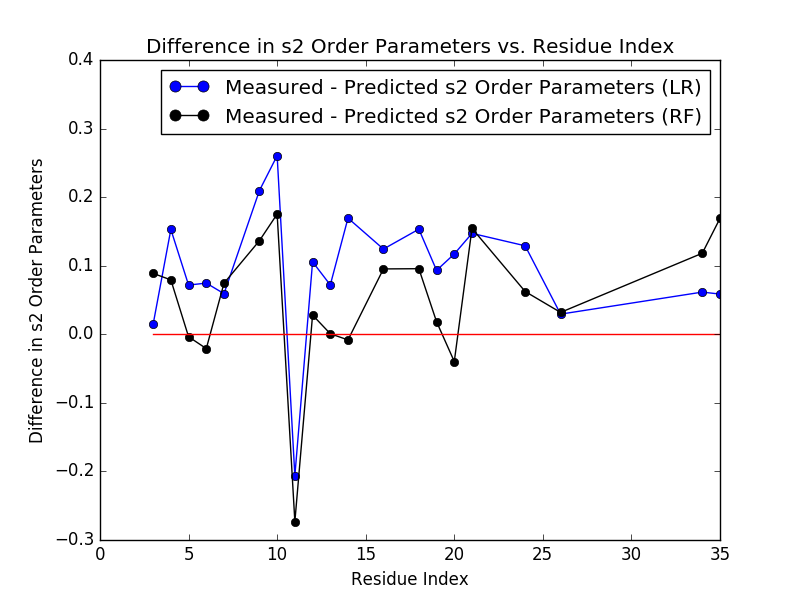 Difference in s2 Order Parameters vs. Residue Index
Measured - Predicted s2 Order Parameters (LR)
Measured - Predicted s2 Order Parameters (RF)
Difference in s2 Order Parameters
0.4
0.3
0.2
0.1
0.0
−0.1
−0.2
−0.3
0 5 10 15 20 25 30 35
Residue Index